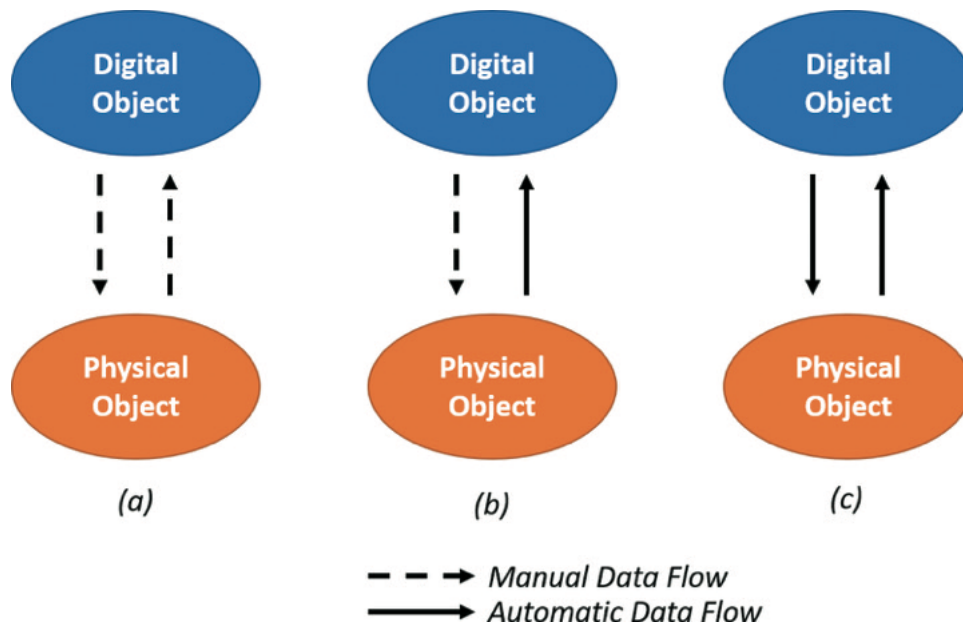 Digital
Object
Digital
Object
Digital
Object
Physical
Object
Physical
Object
Physical
Object
(a)
(b)
(c)
Manual Data Flow
Automatic Data Flow